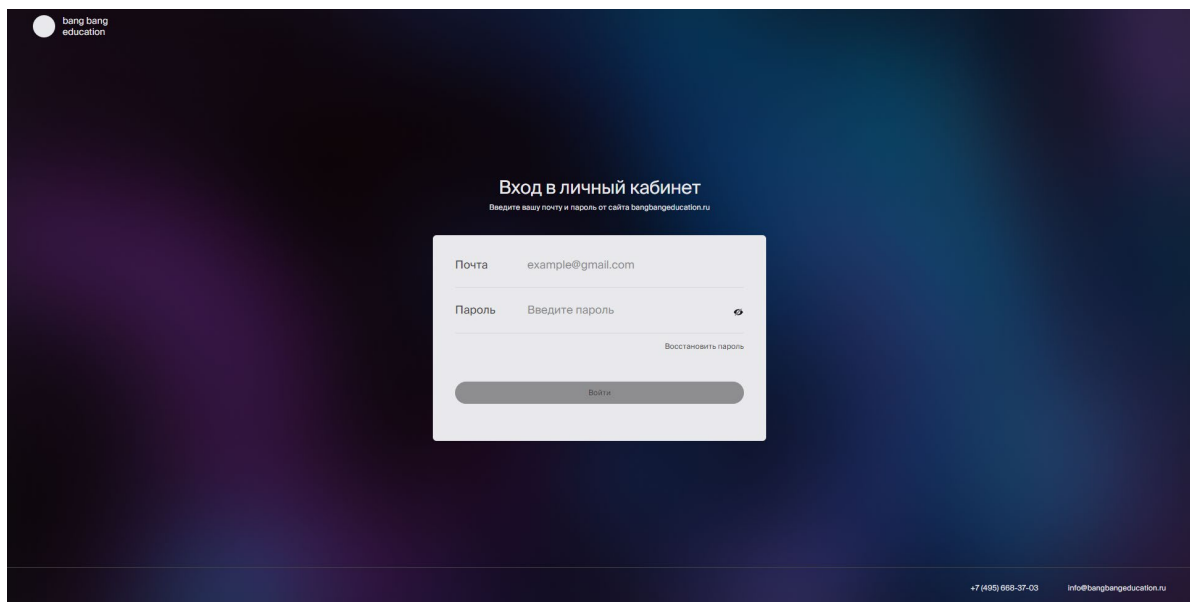 bang bang
education
Вход в личный кабинет
Введите вашу почту и пароль от сайта bangbangeducation.ru
Почта example@gmail.com
Пароль Введите пароль
Восстановить пароль
Войти
+7 (495) 668-37-03 info@bangbangeducation.ru